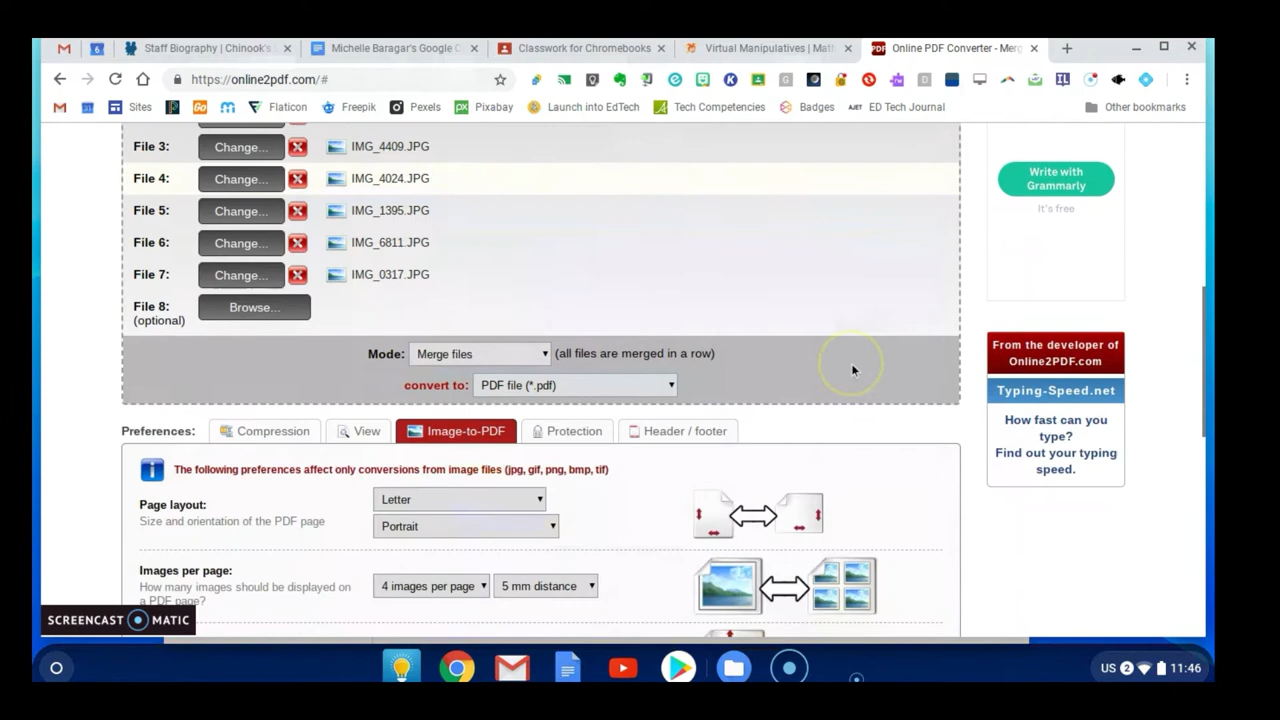 Staff Biography | Chinook's
Michelle Baragar's Google C
Classwork for Chromebooks
Virtual Manipulatives | Math
PDF
Online PDF Converter - Merg
https://online2pdf.com/#
Sites
Go
Flaticon
Freepik
Pexels
px
Pixabay
Launch into EdTech
Tech Competencies
Badges
AJET
ED Tech Journal
Other bookmarks
File 3:
Change...
IMG_4409.JPG
File 4:
Change...
IMG_4024.JPG
File 5:
Change...
IMG_1395.JPG
File 6:
Change...
IMG_6811.JPG
File 7:
Change...
IMG_0317.JPG
File 8:
(optional)
Browse...
Mode:
Merge files
(all files are merged in a row)
convert to:
PDF file (*.pdf)
Preferences:
Compression
View
Image-to-PDF
Protection
Header / footer
The following preferences affect only conversions from image files (jpg, gif, png, bmp, tif)
Page layout:
Size and orientation of the PDF page
Letter
Portrait
Images per page:
How many images should be displayed on
a PDF page?
4 images per page
5 mm distance
Write with
Grammarly
It's free
From the developer of
Online2PDF.com
Typing-Speed.net
How fast can you
type?
Find out your typing
speed.
SCREENCAST MATIC
US 2 11:46